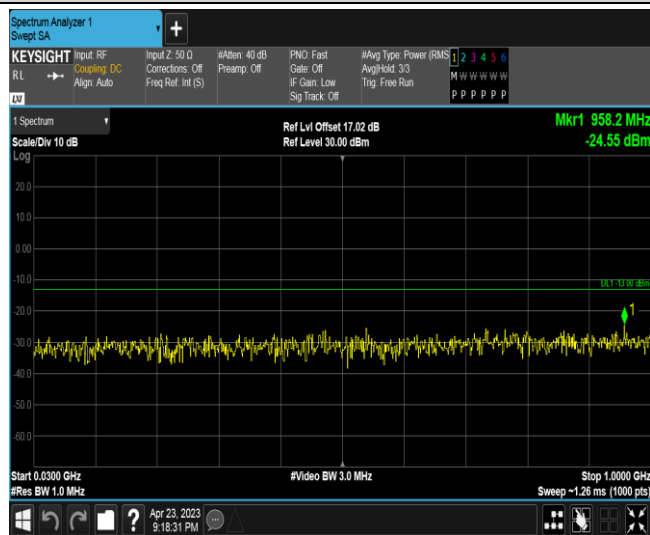 Spectrum Analyzer 1
Swept SA
+
KEYSIGHT
RL
LXI
Input: RF
Coupling: DC
Align: Auto
Input Z: 50 Ω
Corrections: Off
Freq Ref: Int (S)
#Atten: 40 dB
Preamp: Off
PNO: Fast
Gate: Off
IF Gain: Low
Sig Track: Off
#Avg Type: Power (RMS
Avg|Hold: 3/3
Trig: Free Run
1 2 3 4 5 6
M W W W W W
P P P P P P
1 Spectrum
Scale/Div 10 dB
Log
Ref Lvl Offset 17.02 dB
Ref Level 30.00 dBm
Mkr1 958.2 MHz
-24.55 dBm
20.0
10.0
0.00
-10.0
DL1 -13.00 dBm
-20.0
1
-30.0
-40.0
-50.0
-60.0
Start 0.0300 GHz
#Res BW 1.0 MHz
#Video BW 3.0 MHz
Stop 1.0000 GHz
Sweep ~1.26 ms (1000 pts)
?
Apr 23, 2023
9:18:31 PM